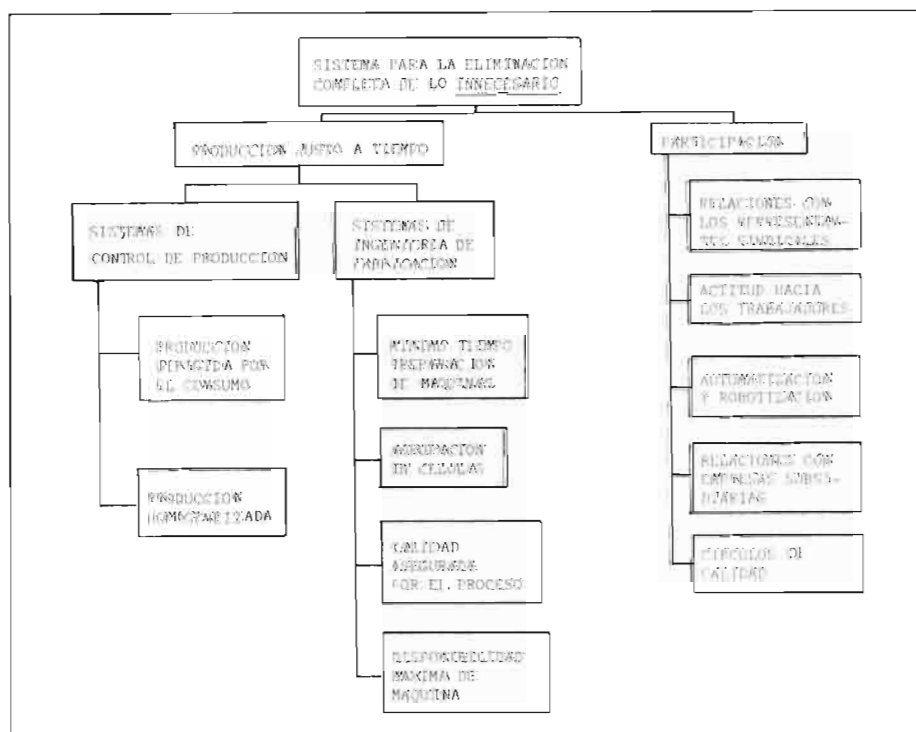 SISTEMA PARA LA ELIMINACION
COMPLETA DE LO INNECESARIO
PRODUCCION JUSTO A TIEMPO
PARTICIPACION
SISTEMAS DE
CONTROL DE PRODUCCION
SISTEMAS DE
INGENIERIA DE
FABRICACION
PRODUCCION
DIRIGIDA POR
EL CONSUMO
PRODUCCION
HOMOGENEIZADA
MINIMO TIEMPO
PREPARACION
DE MAQUINAS
AGRUPACION
EN CELULAS
CALIDAD
ASEGURADA
POR EL PROCESO
DISPONIBILIDAD
MAXIMA DE
MAQUINA
RELACIONES CON
LOS REPRESENTAN-
TES SINDICALES
ACTITUD HACIA
LOS TRABAJADORES
AUTOMATIZACION
Y ROBOTIZACION
RELACIONES CON
EMPRESAS SUBSI-
DIARIAS
CIRCULOS DE
CALIDAD